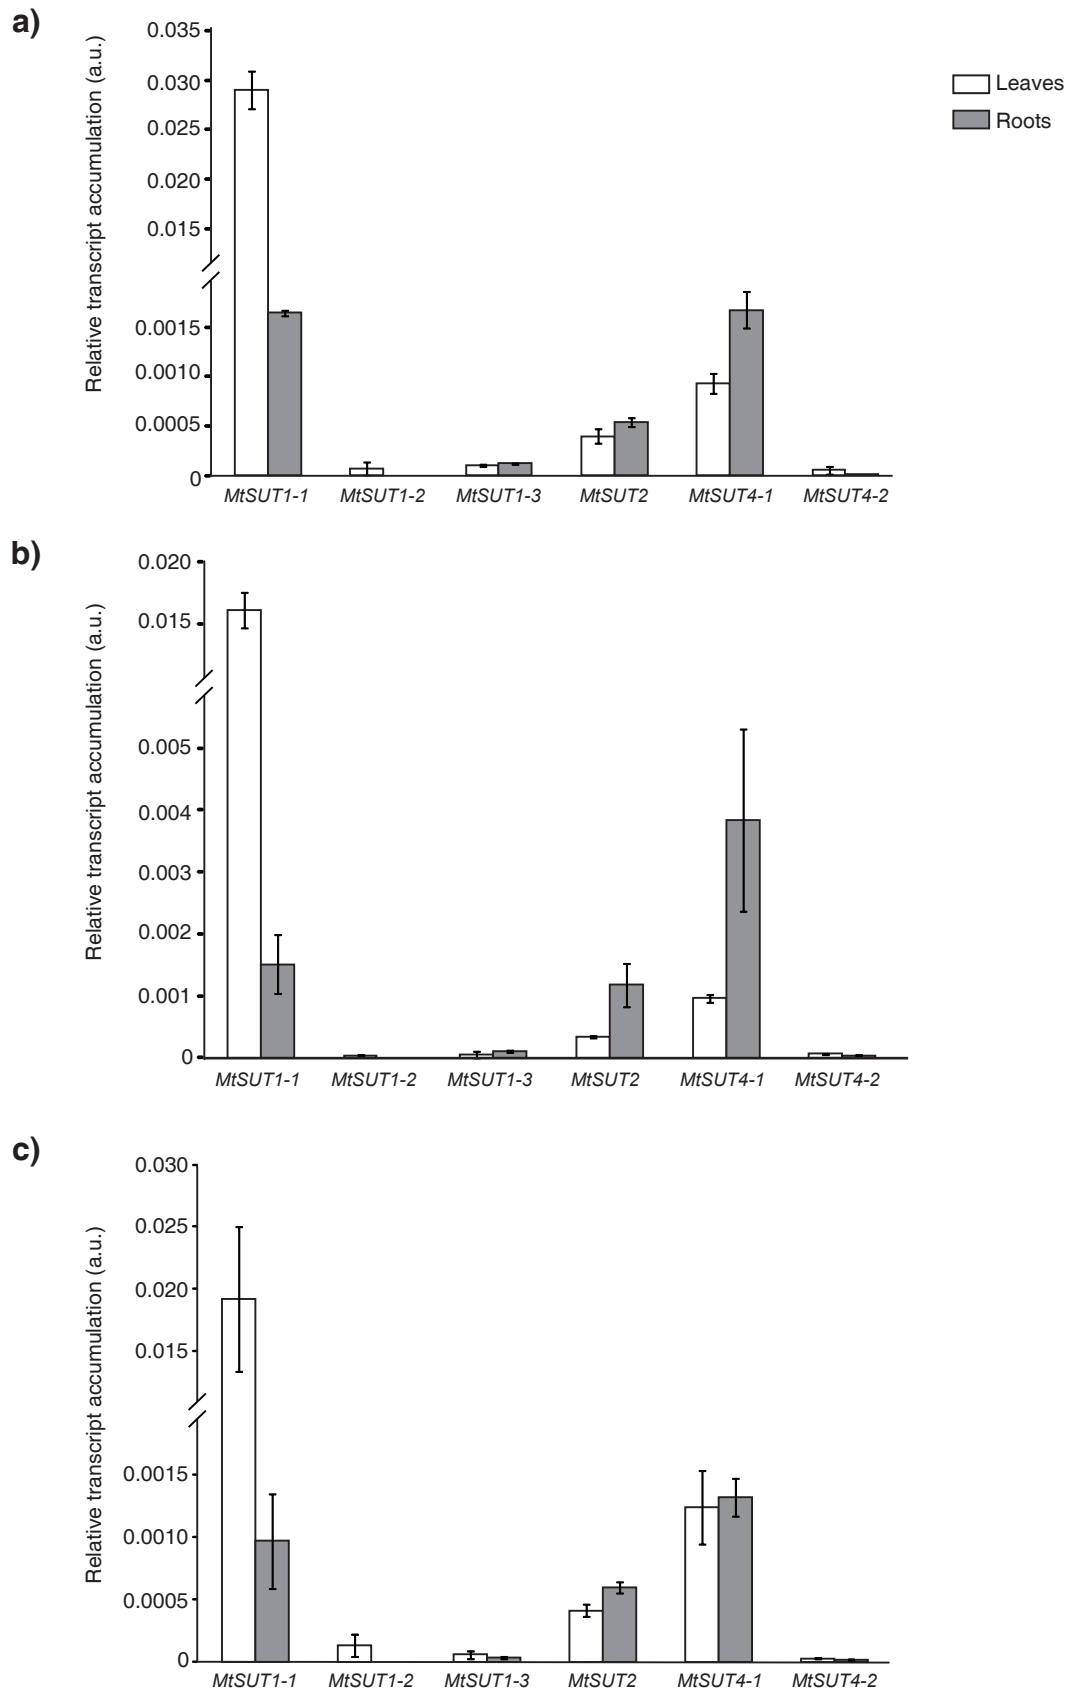 a)
Relative transcript accumulation (a.u.)
0.035
0.030
0.025
0.020
0.015
0.0015
0.0010
0.0005
0
Leaves
Roots
MtSUT1-1 MtSUT1-2 MtSUT1-3 MtSUT2 MtSUT4-1 MtSUT4-2
b)
Relative transcript accumulation (a.u.)
0.020
0.015
0.005
0.004
0.003
0.002
0.001
0
MtSUT1-1 MtSUT1-2 MtSUT1-3 MtSUT2 MtSUT4-1 MtSUT4-2
c)
Relative transcript accumulation (a.u.)
0.030
0.025
0.020
0.015
0.0015
0.0010
0.0005
0
MtSUT1-1 MtSUT1-2 MtSUT1-3 MtSUT2 MtSUT4-1 MtSUT4-2